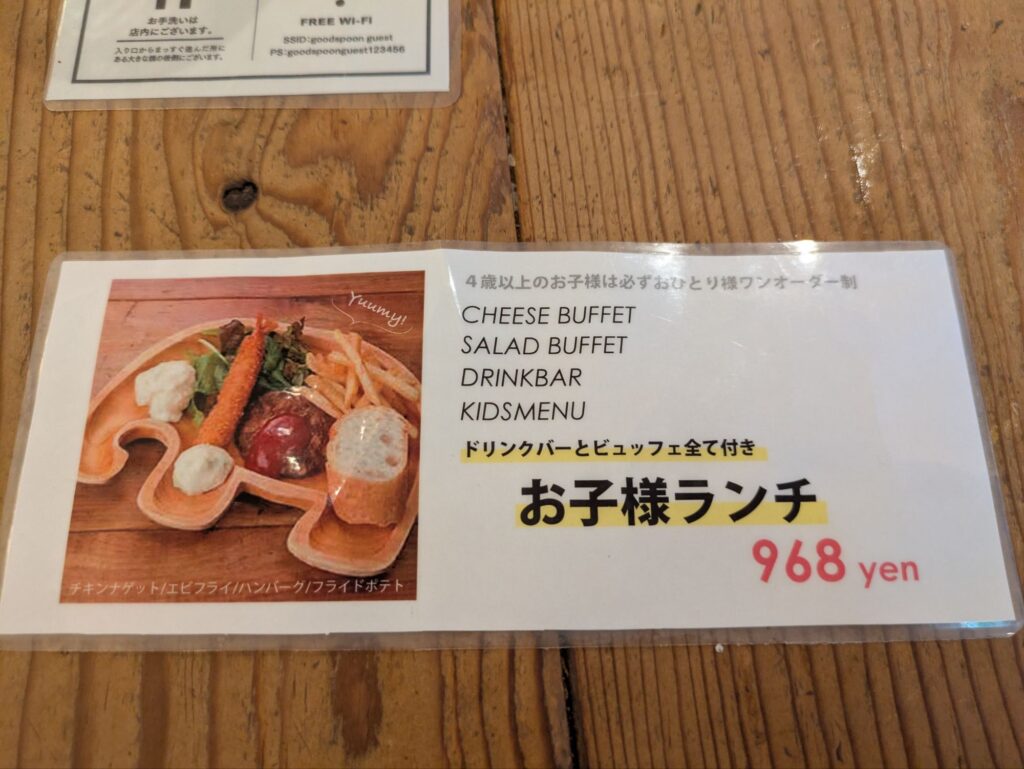 お手洗いは
店内にございます。
入り口からまっすぐ進んだ所に
ある大きな鏡の後側にございます。
FREE WI-FI
SSID:goodspoon guest
PS:goodspoonguest123456
Yuumy!
チキンナゲット/エビフライ/ハンバーグ/フライドポテト
4歳以上のお子様は必ずおひとり様ワンオーダー制
CHEESE BUFFET
SALAD BUFFET
DRINKBAR
KIDSMENU
ドリンクバーとビュッフェ全て付き
お子様ランチ
968 yen